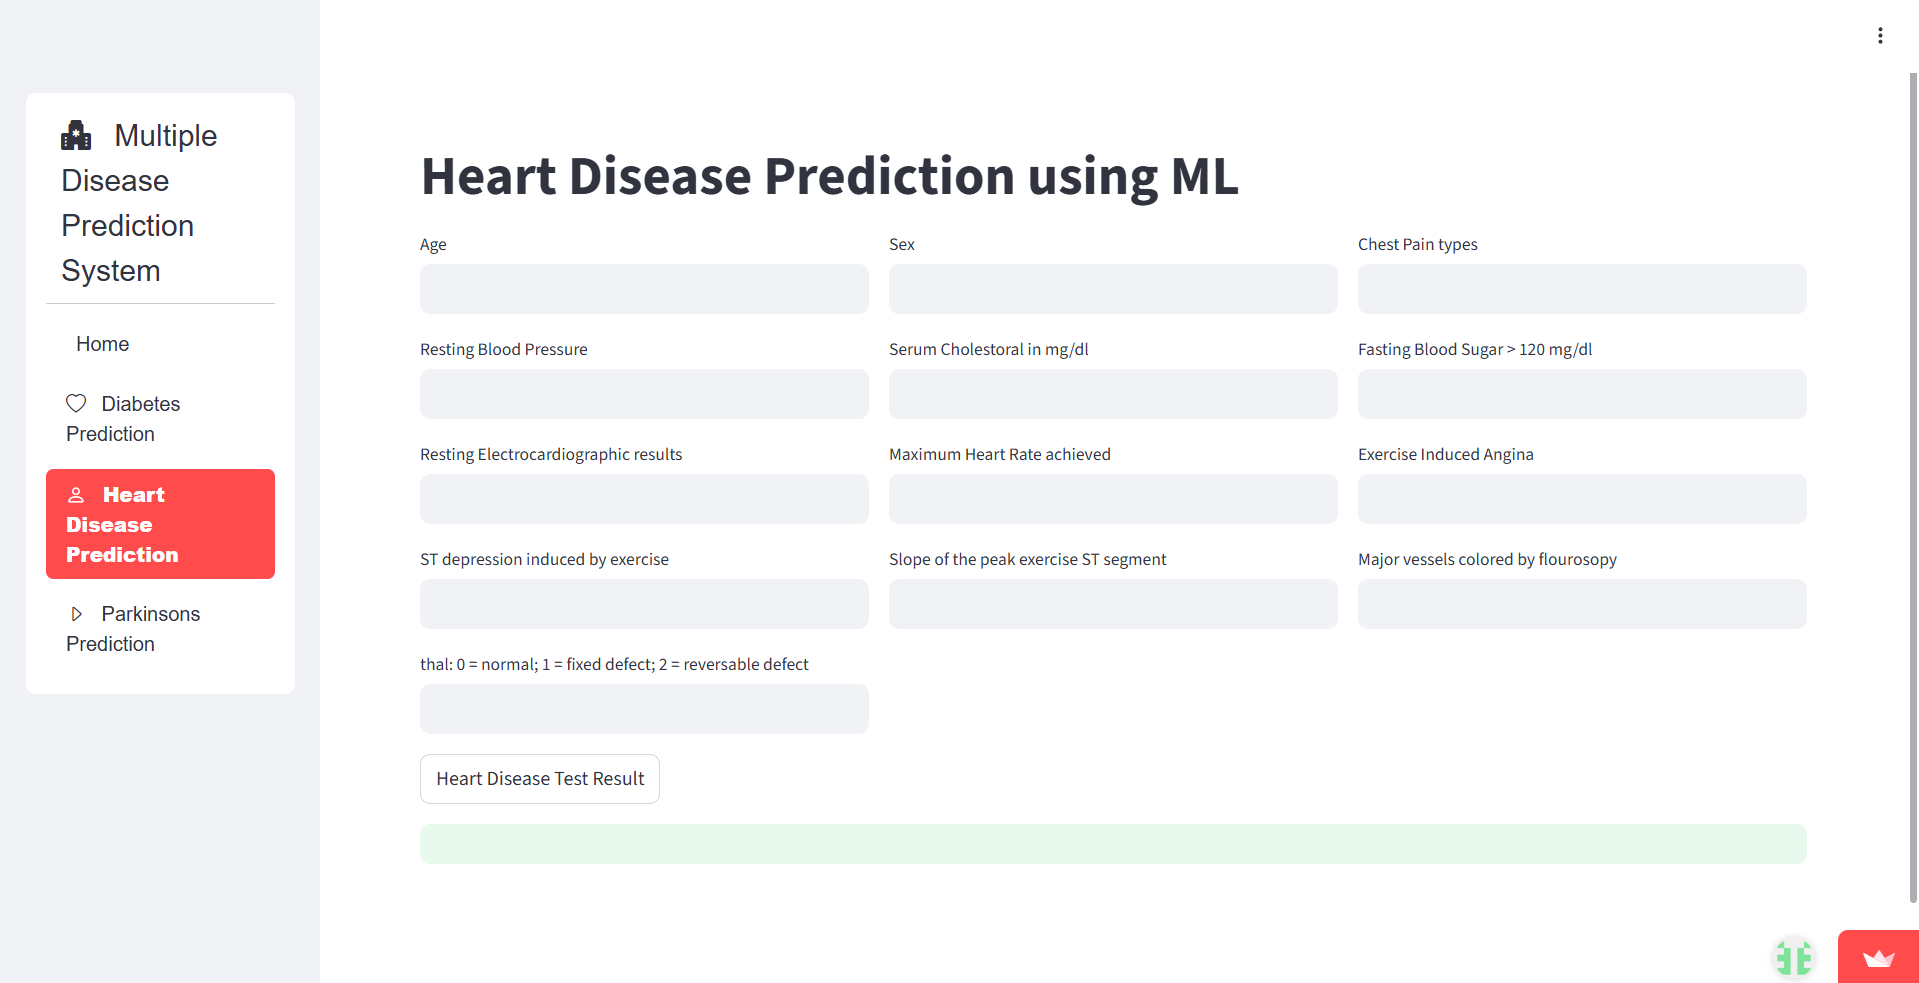 Multiple
Disease
Prediction
System
Home
Diabetes
Prediction
Heart
Disease
Prediction
Parkinsons
Prediction
Heart Disease Prediction using ML
Age
Sex
Chest Pain types
Resting Blood Pressure
Serum Cholestoral in mg/dl
Fasting Blood Sugar > 120 mg/dl
Resting Electrocardiographic results
Maximum Heart Rate achieved
Exercise Induced Angina
ST depression induced by exercise
Slope of the peak exercise ST segment
Major vessels colored by flourosopy
thal: 0 = normal; 1 = fixed defect; 2 = reversable defect
Heart Disease Test Result